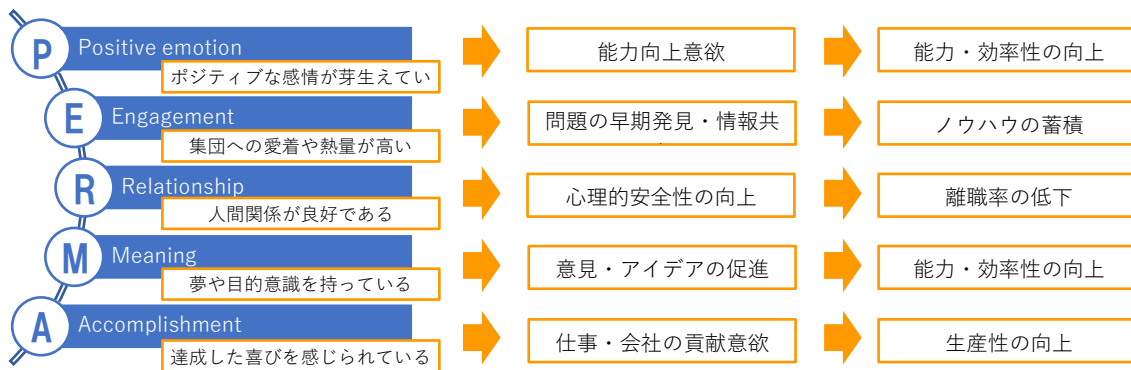 P Positive emotion
ポジティブな感情が芽生えてい
能力向上意欲
能力・効率性の向上
E Engagement
集団への愛着や熱量が高い
問題の早期発見・情報共
ノウハウの蓄積
R Relationship
人間関係が良好である
心理的安全性の向上
離職率の低下
M Meaning
夢や目的意識を持っている
意見・アイデアの促進
能力・効率性の向上
A Accomplishment
達成した喜びを感じられている
仕事・会社の貢献意欲
生産性の向上